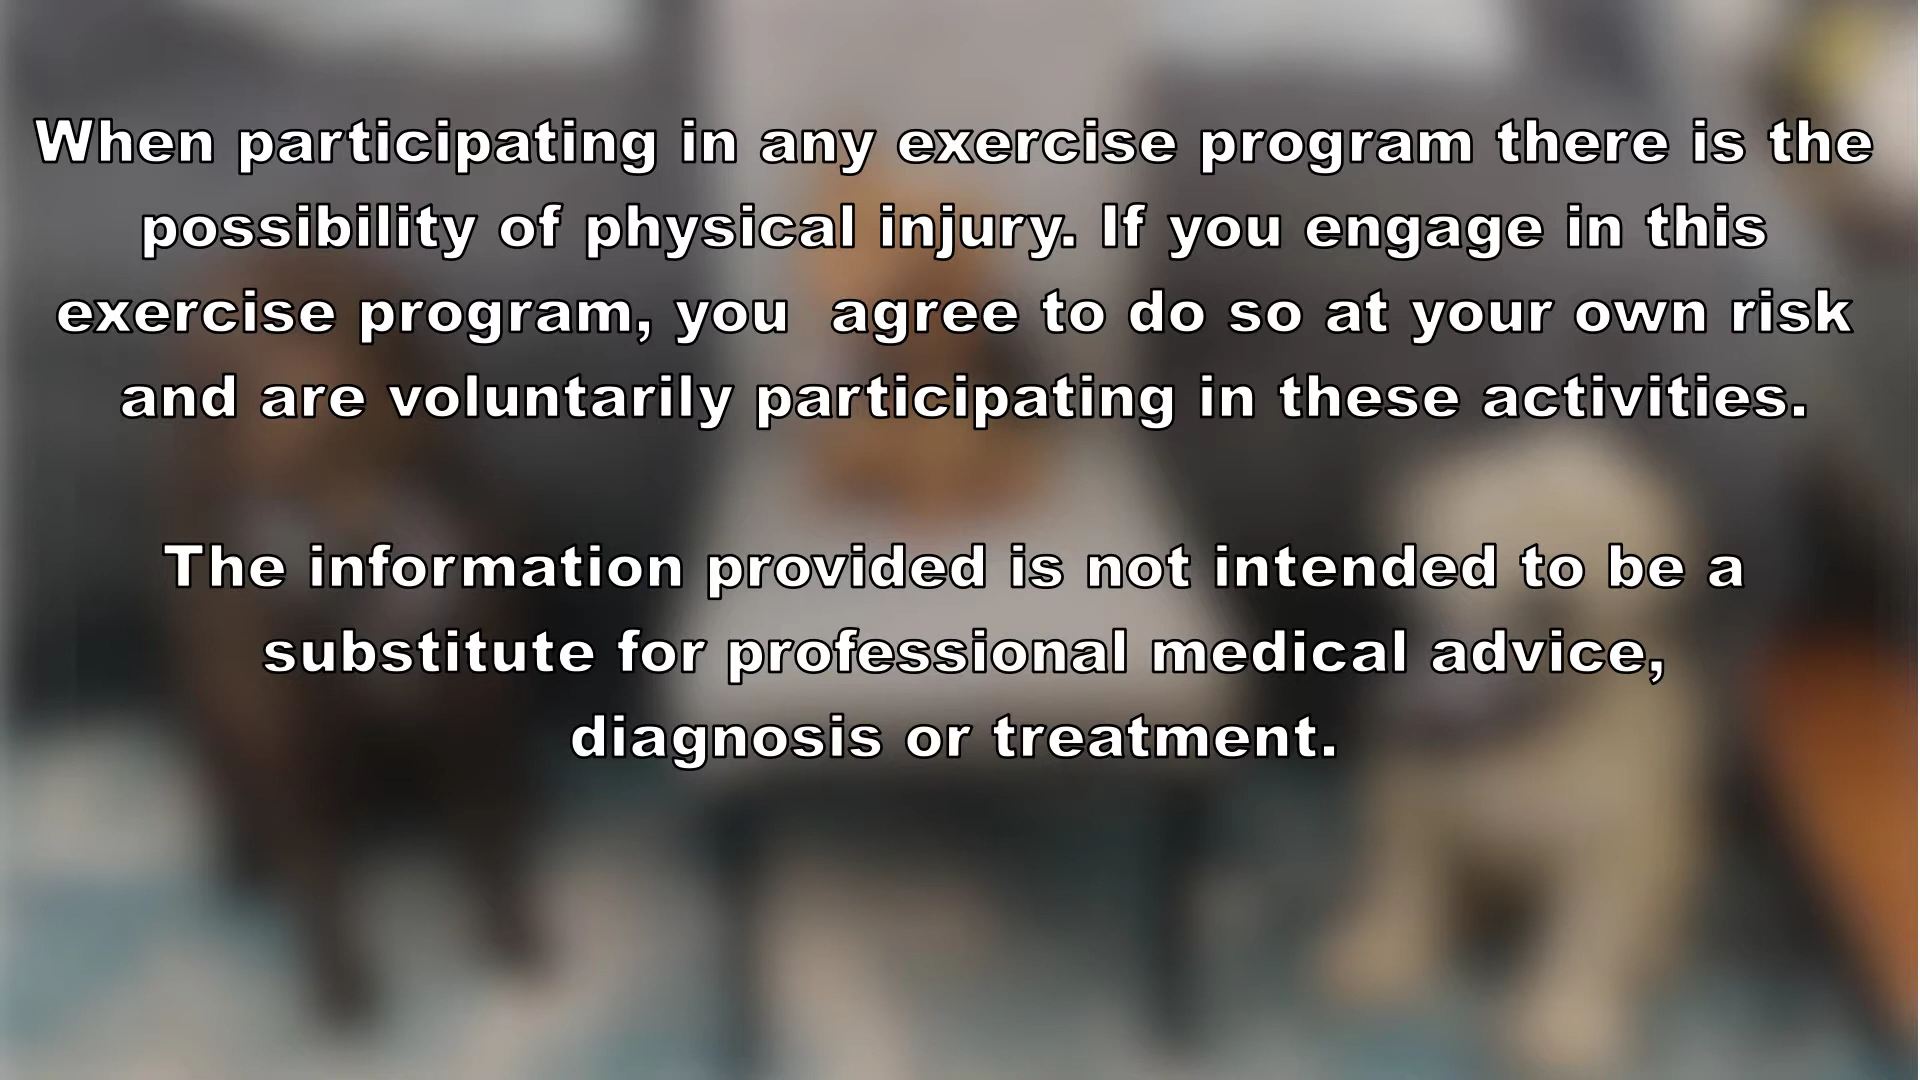 When participating in any exercise program there is the
possibility of physical injury. If you engage in this
exercise program, you  agree to do so at your own risk
and are voluntarily participating in these activities.
The information provided is not intended to be a
substitute for professional medical advice,
diagnosis or treatment.